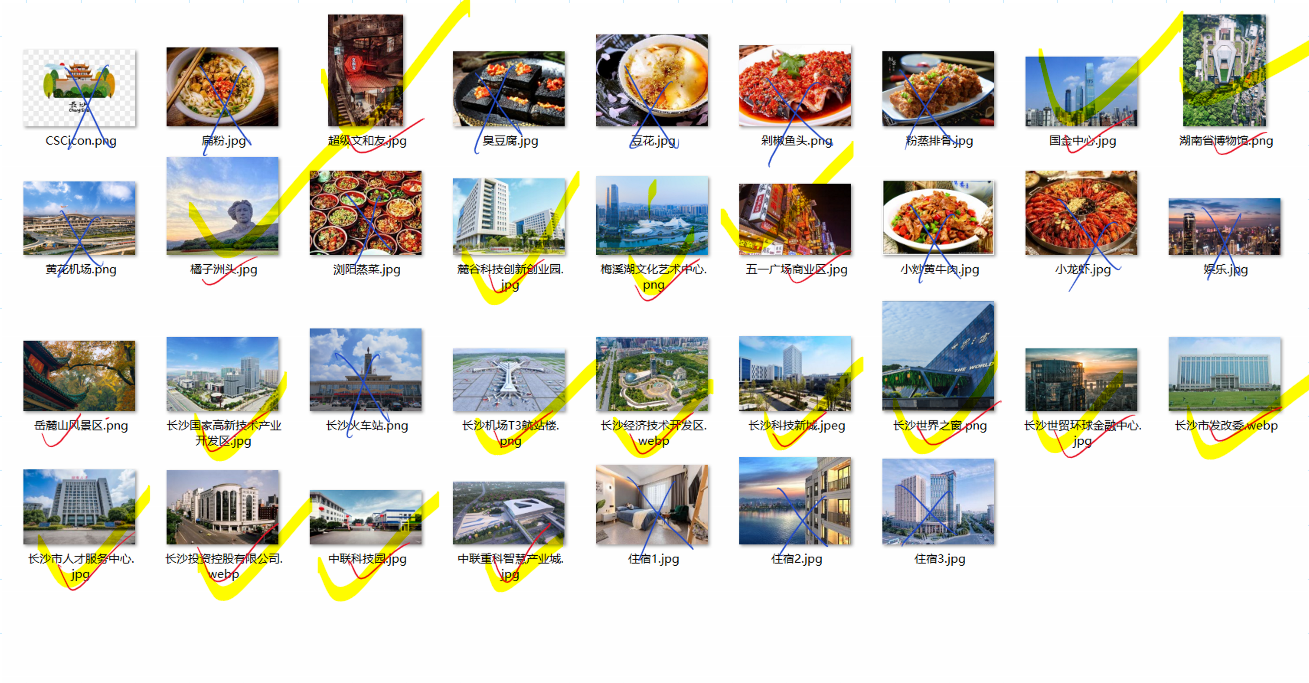 CSCicon.png
扁粉.jpg
超级文和友.jpg
臭豆腐.jpg
豆花.jpg
剁椒鱼头.png
粉蒸排骨.jpg
国金中心.jpg
湖南省博物馆.png
黄花机场.png
橘子洲头.jpg
浏阳蒸菜.jpg
麓谷科技创新创业园.
jpg
梅溪湖文化艺术中心.
png
五一广场商业区.jpg
小炒黄牛肉.jpg
小龙虾.jpg
娱乐.jpg
岳麓山风景区.png
长沙国家高新技术产业
开发区.jpg
长沙火车站.png
长沙机场T3航站楼.
png
长沙经济技术开发区.
webp
长沙科技新城.jpeg
THE WORLD
长沙世界之窗.png
长沙世贸环球金融中心.
jpg
长沙市发改委.webp
长沙市人才服务中心.
jpg
长沙投资控股有限公司.
webp
中联科技园.jpg
中联重科智慧产业城.
jpg
住宿1.jpg
住宿2.jpg
住宿3.jpg